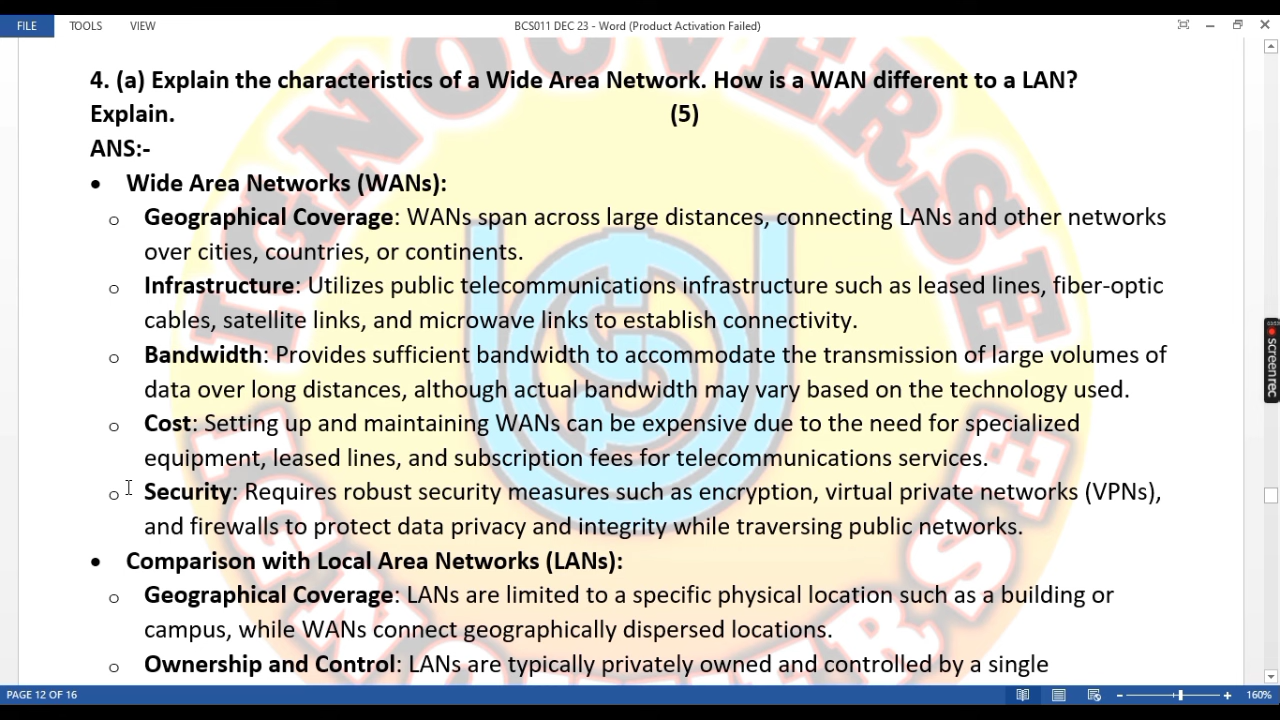 FILE TOOLS VIEW BCS011 DEC 23 - Word (Product Activation Failed)
4. (a) Explain the characteristics of a Wide Area Network. How is a WAN different to a LAN?
Explain. (5)
ANS:-
• Wide Area Networks (WANs):
o Geographical Coverage: WANs span across large distances, connecting LANs and other networks
over cities, countries, or continents.
o Infrastructure: Utilizes public telecommunications infrastructure such as leased lines, fiber-optic
cables, satellite links, and microwave links to establish connectivity.
o Bandwidth: Provides sufficient bandwidth to accommodate the transmission of large volumes of
data over long distances, although actual bandwidth may vary based on the technology used.
o Cost: Setting up and maintaining WANs can be expensive due to the need for specialized
equipment, leased lines, and subscription fees for telecommunications services.
o Security: Requires robust security measures such as encryption, virtual private networks (VPNs),
and firewalls to protect data privacy and integrity while traversing public networks.
• Comparison with Local Area Networks (LANs):
o Geographical Coverage: LANs are limited to a specific physical location such as a building or
campus, while WANs connect geographically dispersed locations.
o Ownership and Control: LANs are typically privately owned and controlled by a single
PAGE 12 OF 16 160%
screenrec
IGNOUVERSE
IGNOUVERSE